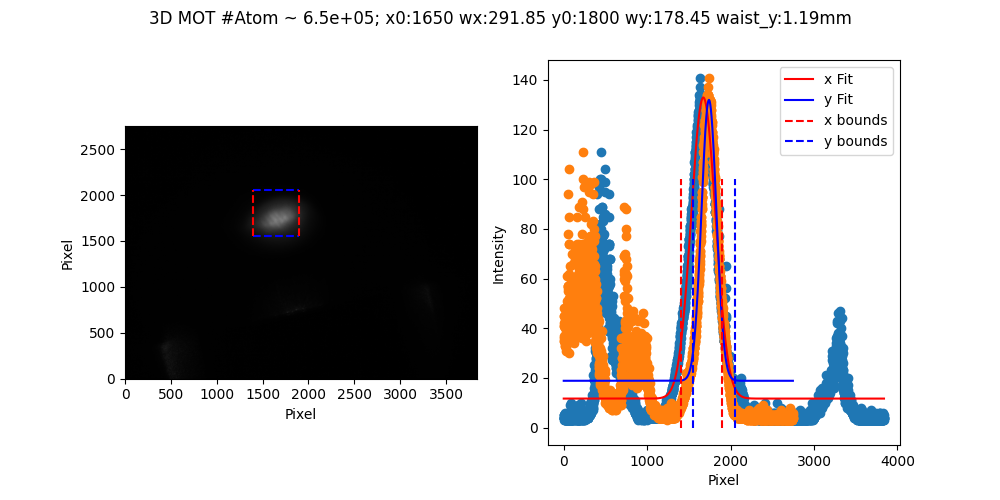 3D MOT #Atom ~ 6.5e+05; x0:1650 wx:291.85 y0:1800 wy:178.45 waist_y:1.19mm
2500
2000
1500
1000
500
0
Pixel
0 500 1000 1500 2000 2500 3000 3500
Pixel
140
120
100
80
60
40
20
0
Intensity
0 1000 2000 3000 4000
Pixel
x Fit
y Fit
x bounds
y bounds